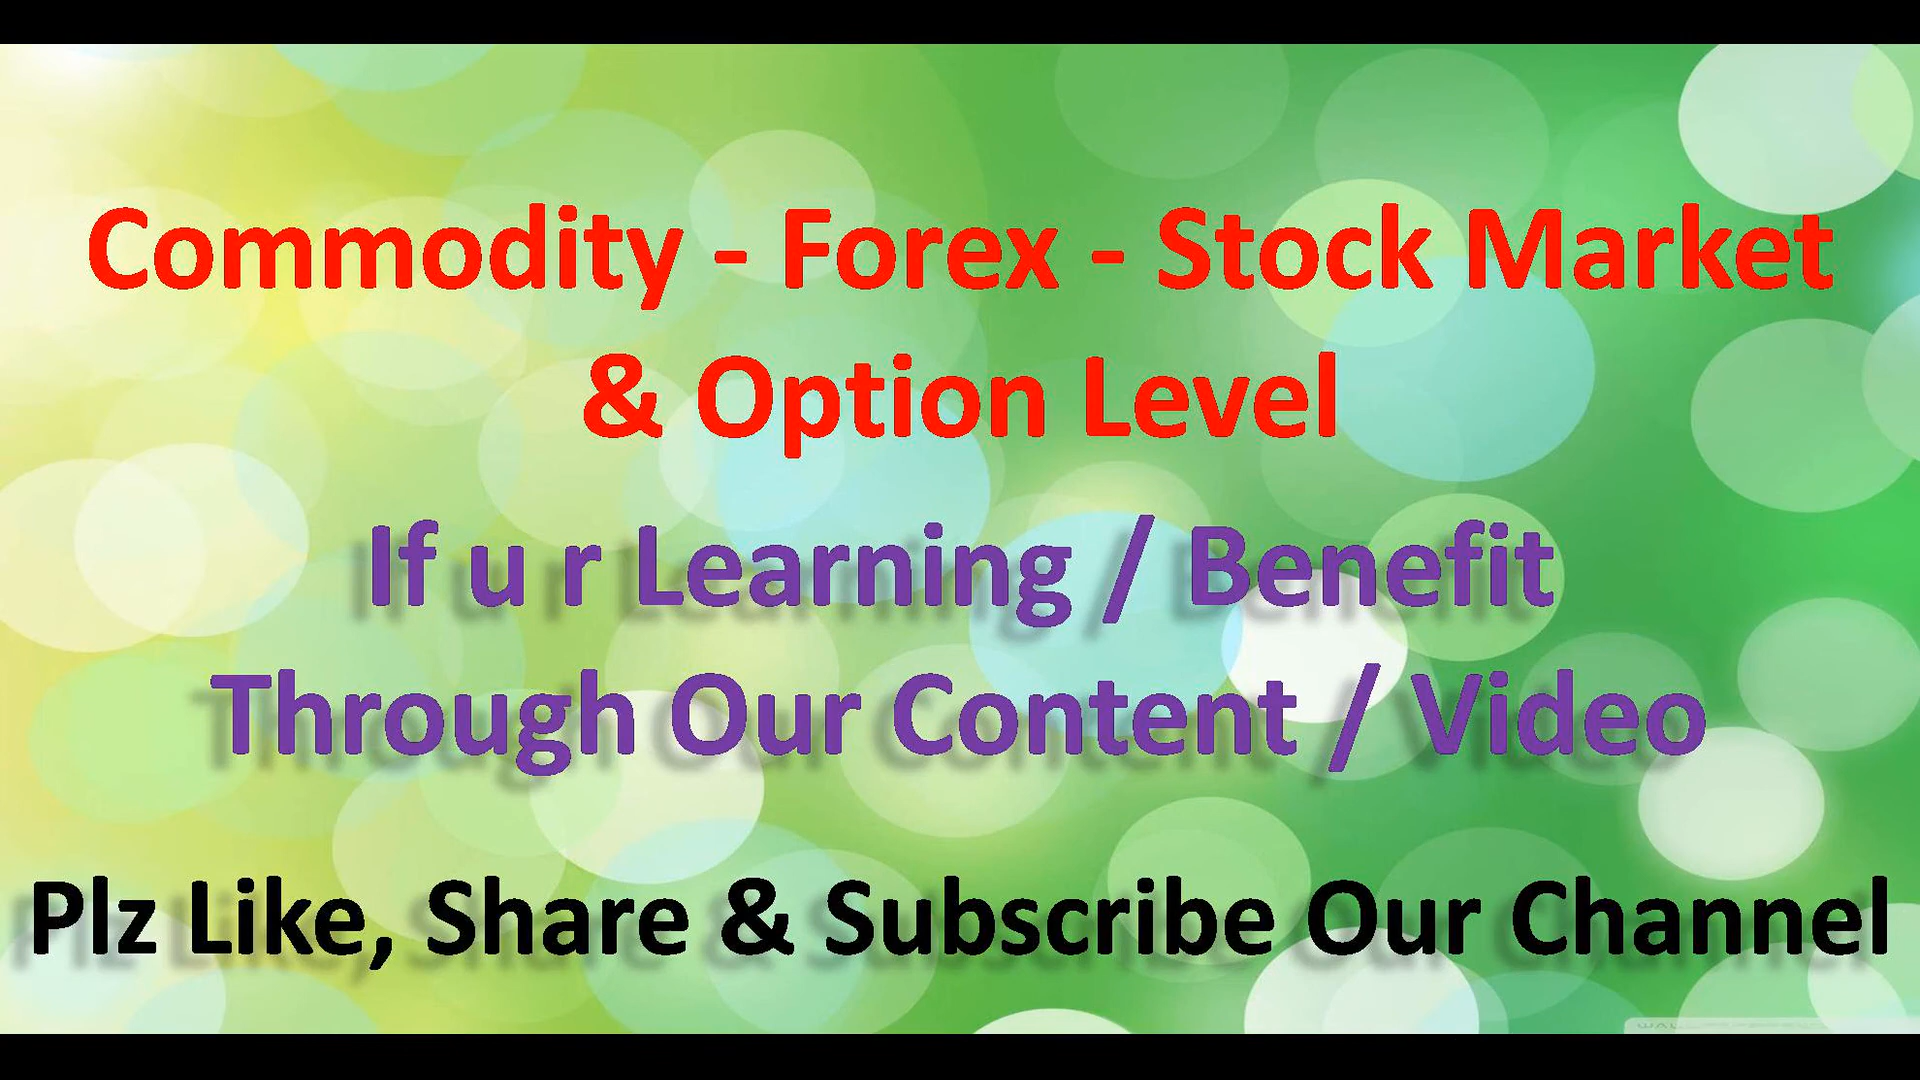 Commodity - Forex - Stock Market
& Option Level
If u r Learning / Benefit
Through Our Content / Video
Plz Like, Share & Subscribe Our Channel